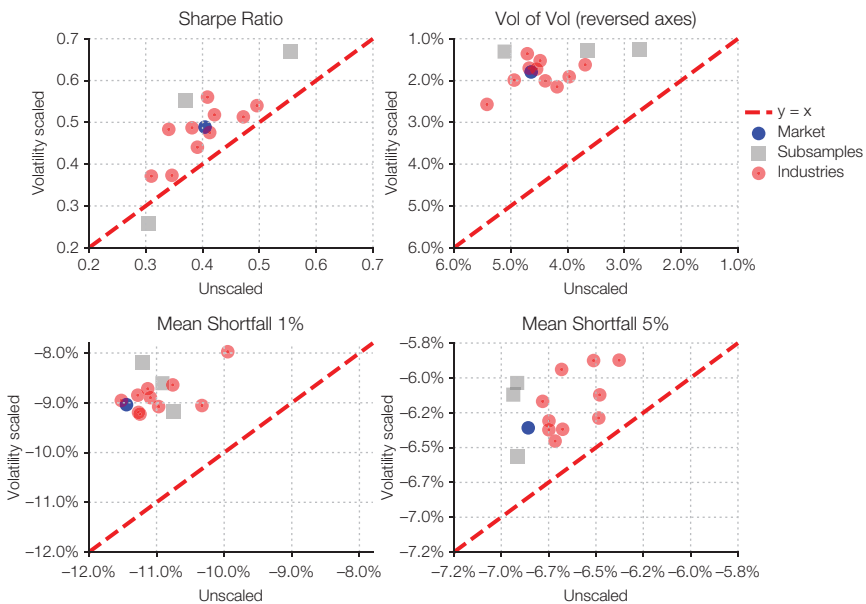 Sharpe Ratio
0.7
0.6
0.5
0.4
0.3
0.2
Volatility scaled
0.2 0.3 0.4 0.5 0.6 0.7
Unscaled
Vol of Vol (reversed axes)
1.0%
2.0%
3.0%
4.0%
5.0%
6.0%
Volatility scaled
6.0% 5.0% 4.0% 3.0% 2.0% 1.0%
Unscaled
y = x
Market
Subsamples
Industries
Mean Shortfall 1%
−8.0%
−9.0%
−10.0%
−11.0%
−12.0%
Volatility scaled
−12.0% −11.0% −10.0% −9.0% −8.0%
Unscaled
Mean Shortfall 5%
−5.8%
−6.0%
−6.2%
−6.5%
−6.7%
−7.0%
−7.2%
Volatility scaled
−7.2% −7.0% −6.7% −6.5% −6.2% −6.0% −5.8%
Unscaled